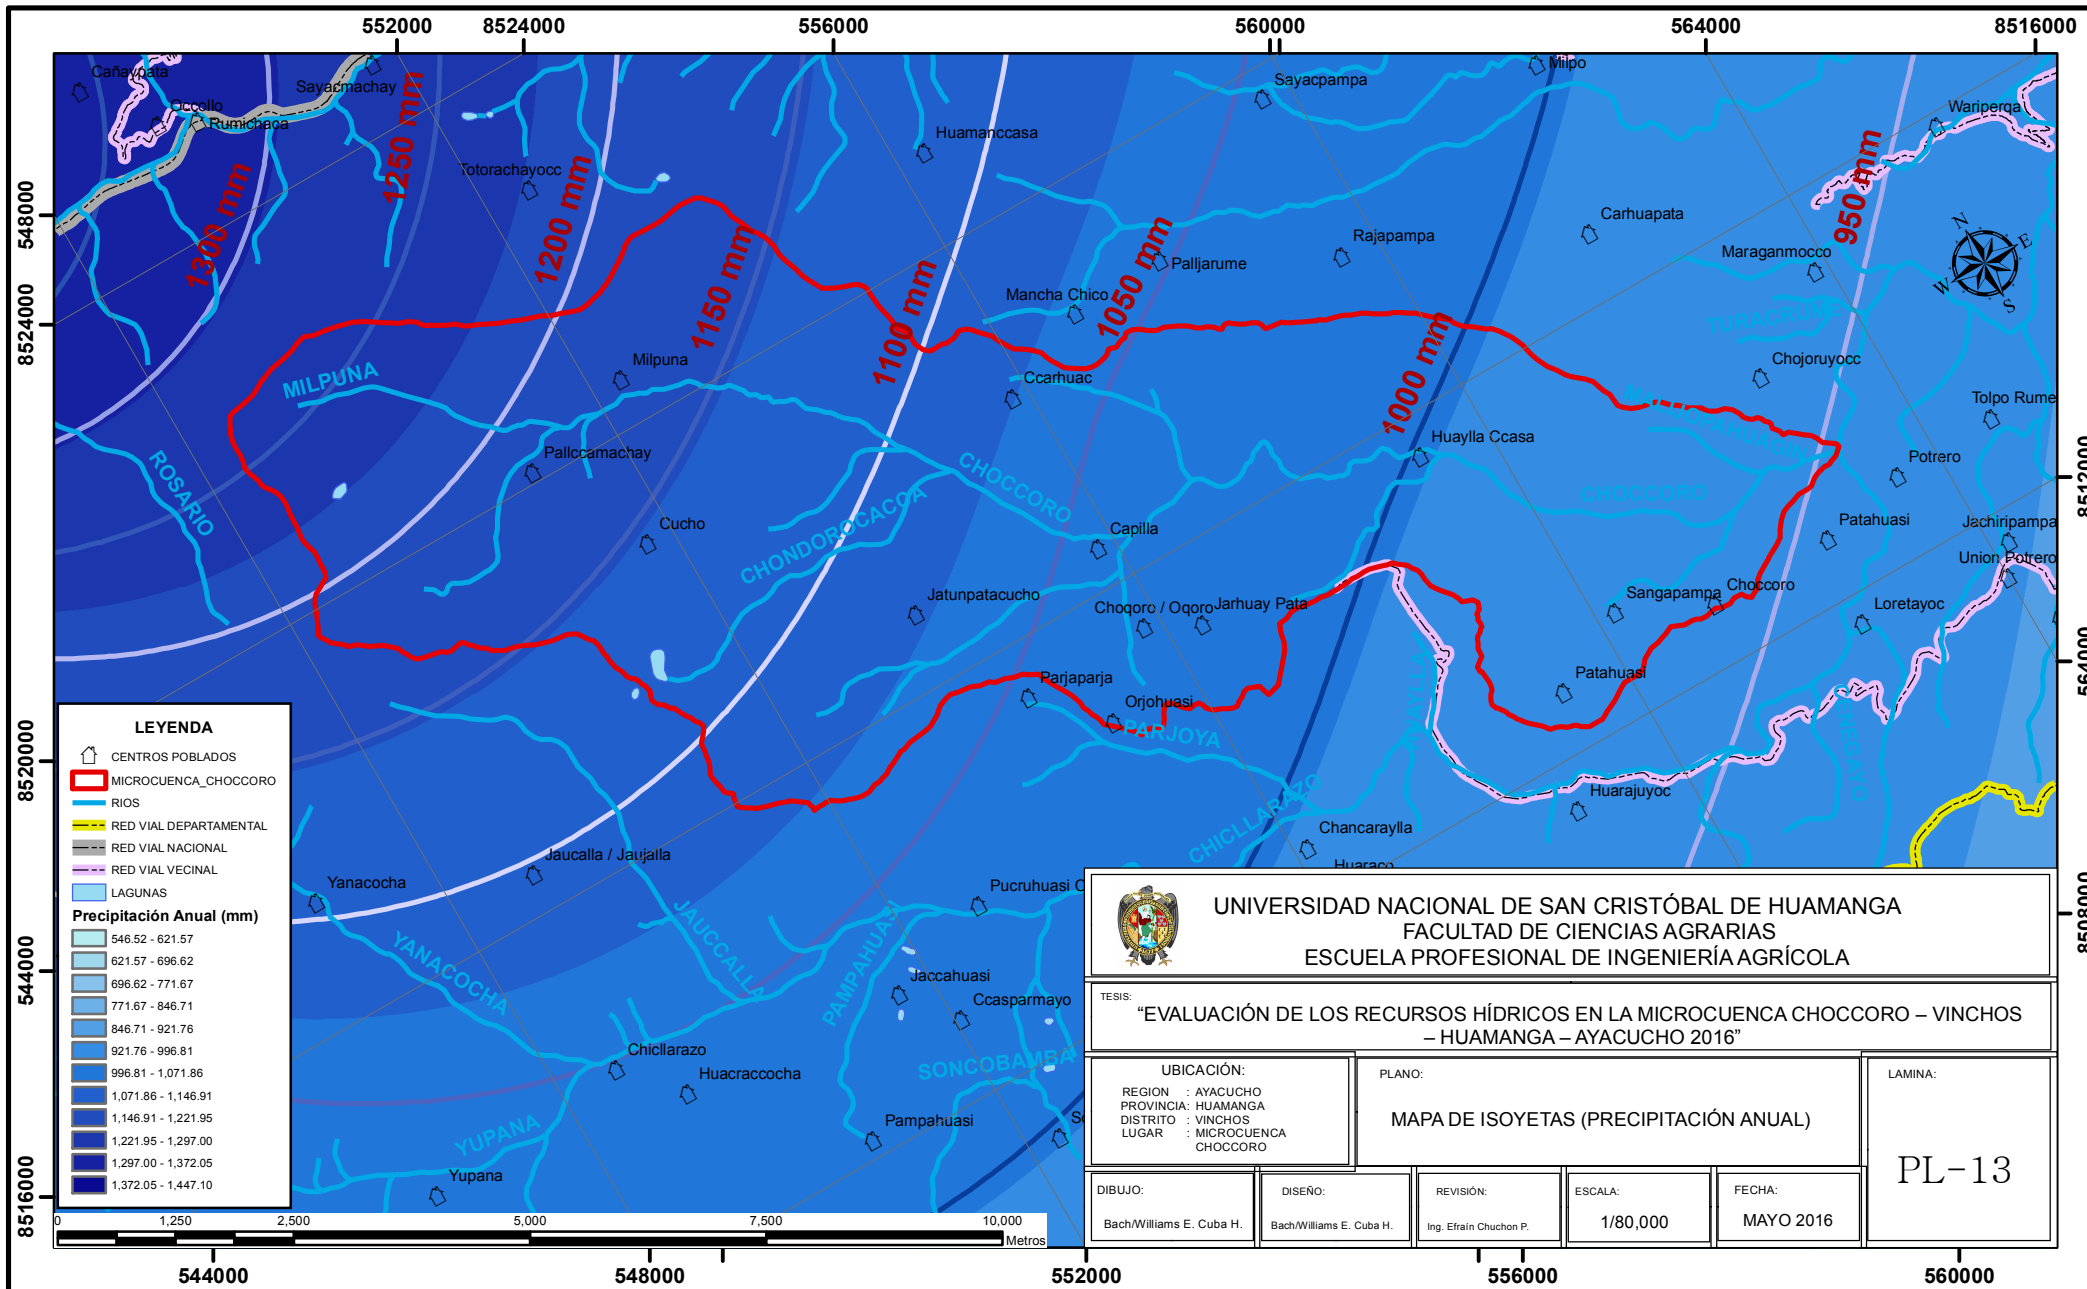 552000
8524000
556000
560000
564000
8516000
548000
8524000
8520000
544000
8516000
8512000
564000
8508000
544000
548000
552000
556000
560000
Cañaypata
Occollo
Rumichaca
Sayacmachay
Totorachayocc
Huamanccasa
Sayacpampa
Milpo
Wariperqa
Carhuapata
Rajapampa
Palljarume
Mancha Chico
Maraganmocco
Chojoruyocc
Tolpo Rume
Potrero
Patahuasi
Jachiripampa
Union Potrero
Loretayoc
Milpuna
Ccarhuac
Huaylla Ccasa
Pallccamachay
Cucho
Capilla
Jatunpatacucho
Choqoro / Oqoro
Jarhuay Pata
Sangapampa
Choccoro
Patahuasi
Parjaparja
Orjohuasi
Huarajuyoc
Chancaraylla
Huaraco
Jaucalla / Jaujalla
Yanacocha
Pucruhuasi C
Jaccahuasi
Ccasparmayo
Chicllarazo
Huacraccocha
Pampahuasi
Yupana
1300 mm
1250 mm
1200 mm
1150 mm
1100 mm
1050 mm
1000 mm
950 mm
MILPUNA
ROSARIO
CHOCCORO
CHONDOROCACCA
CHOCCORO
PARJOYA
CHICLLARAZO
JAUCCALLA
YANACOCHA
PAMPAHUASI
SONCOBAMBA
YUPANA
N
E
S
W
LEYENDA
CENTROS POBLADOS
MICROCUENCA_CHOCCORO
RIOS
RED VIAL DEPARTAMENTAL
RED VIAL NACIONAL
RED VIAL VECINAL
LAGUNAS
Precipitación Anual (mm)
546.52 - 621.57
621.57 - 696.62
696.62 - 771.67
771.67 - 846.71
846.71 - 921.76
921.76 - 996.81
996.81 - 1,071.86
1,071.86 - 1,146.91
1,146.91 - 1,221.95
1,221.95 - 1,297.00
1,297.00 - 1,372.05
1,372.05 - 1,447.10
0 1,250 2,500 5,000 7,500 10,000
Metros
UNIVERSIDAD NACIONAL DE SAN CRISTÓBAL DE HUAMANGA
FACULTAD DE CIENCIAS AGRARIAS
ESCUELA PROFESIONAL DE INGENIERÍA AGRÍCOLA
TESIS:
“EVALUACIÓN DE LOS RECURSOS HÍDRICOS EN LA MICROCUENCA CHOCCORO – VINCHOS
– HUAMANGA – AYACUCHO 2016”
UBICACIÓN:
REGION : AYACUCHO
PROVINCIA: HUAMANGA
DISTRITO : VINCHOS
LUGAR : MICROCUENCA
CHOCCORO
PLANO:
MAPA DE ISOYETAS (PRECIPITACIÓN ANUAL)
LAMINA:
PL-13
DIBUJO:
Bach/Williams E. Cuba H.
DISEÑO:
Bach/Williams E. Cuba H.
REVISIÓN:
Ing. Efraín Chuchon P.
ESCALA:
1/80,000
FECHA:
MAYO 2016